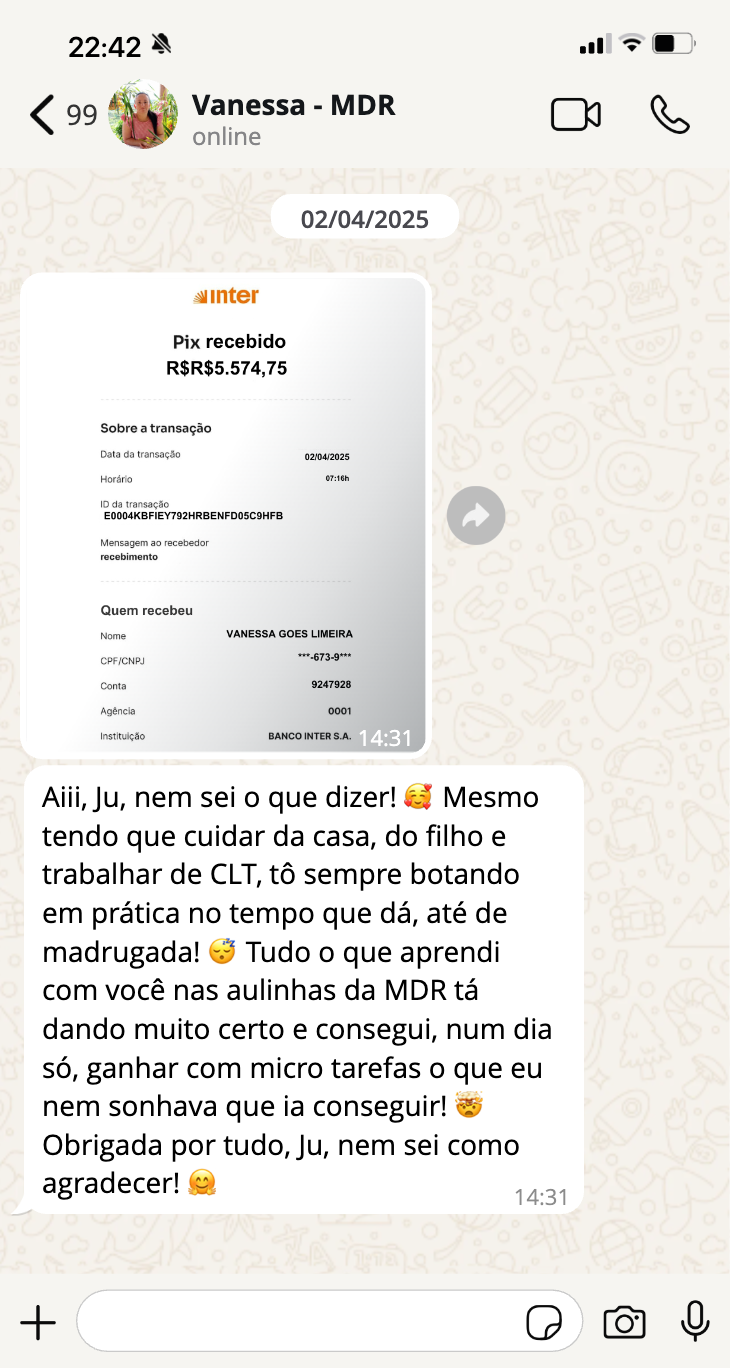 22:42
99
Vanessa - MDR
online
02/04/2025
inter
Pix recebido
R$R$5.574,75
Sobre a transação
Data da transação 02/04/2025
Horário 07:16h
ID da transação
E0004KBFIEY792HRBENFD05C9HFB
Mensagem ao recebedor
recebimento
Quem recebeu
Nome VANESSA GOES LIMEIRA
CPF/CNPJ ***-673-9***
Conta 9247928
Agência 0001
Instituição BANCO INTER S.A.
14:31
Aiii, Ju, nem sei o que dizer! 🥰 Mesmo
tendo que cuidar da casa, do filho e
trabalhar de CLT, tô sempre botando
em prática no tempo que dá, até de
madrugada! 😴 Tudo o que aprendi
com você nas aulinhas da MDR tá
dando muito certo e consegui, num dia
só, ganhar com micro tarefas o que eu
nem sonhava que ia conseguir! 🤯
Obrigada por tudo, Ju, nem sei como
agradecer! 🤗
14:31